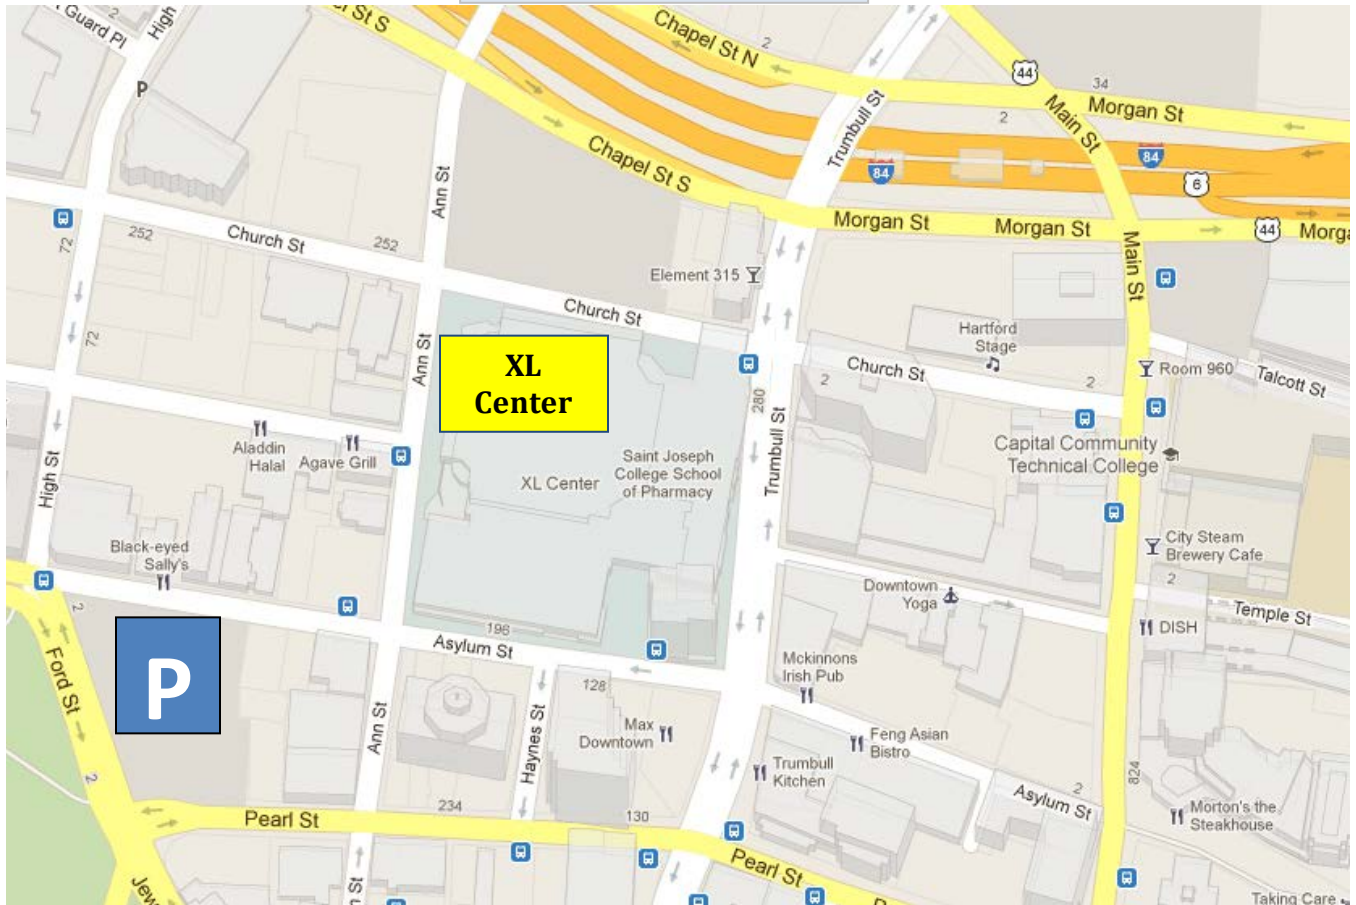 Guard Pl
2
High
P
St S
Chapel St N
2
Trumbull St
44
34
Morgan St
Main St
2
84
84
6
Chapel St S
Ann St
Morgan St
Morgan St
44
Morga
Main St
72
252
Church St
252
Element 315
Church St
Hartford
Stage
72
Ann St
XL
Center
280
2
Church St
2
Room 960
Talcott St
Trumbull St
Capital Community
Technical College
Aladdin
Halal
Agave Grill
High St
XL Center
Saint Joseph
College School
of Pharmacy
City Steam
Brewery Cafe
Black-eyed
Sally's
2
Downtown
Yoga
2
Temple St
DISH
Ford St
P
196
Asylum St
128
Mckinnons
Irish Pub
Haynes St
Ann St
Max
Downtown
Feng Asian
Bistro
Trumbull
Kitchen
2
2
Asylum St
824
Morton's the
Steakhouse
Pearl St
234
130
Pearl St
Jew
n St
Taking Care